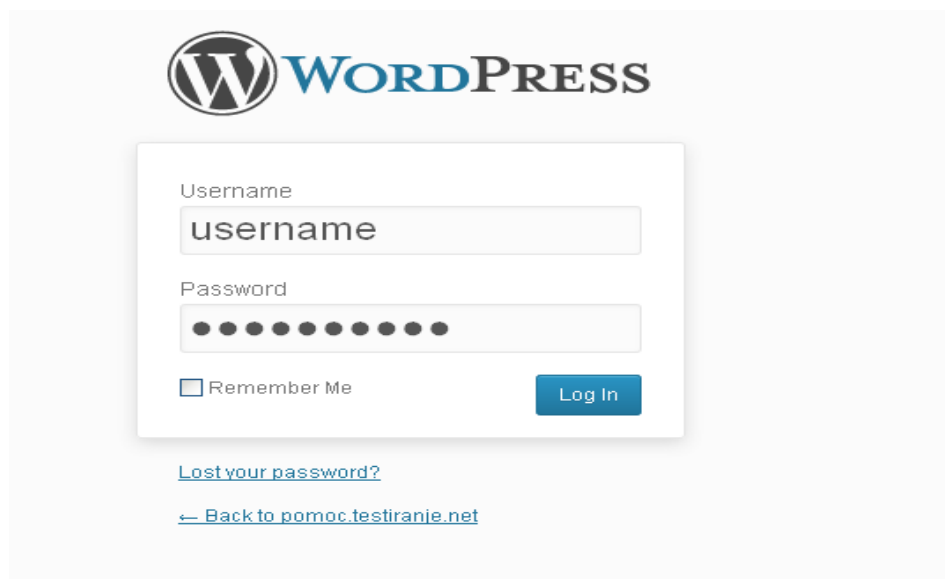 WORDPRESS
Username
username
Password
●●●●●●●●●●
Remember Me
Log In
Lost your password?
← Back to pomoc.testiranje.net